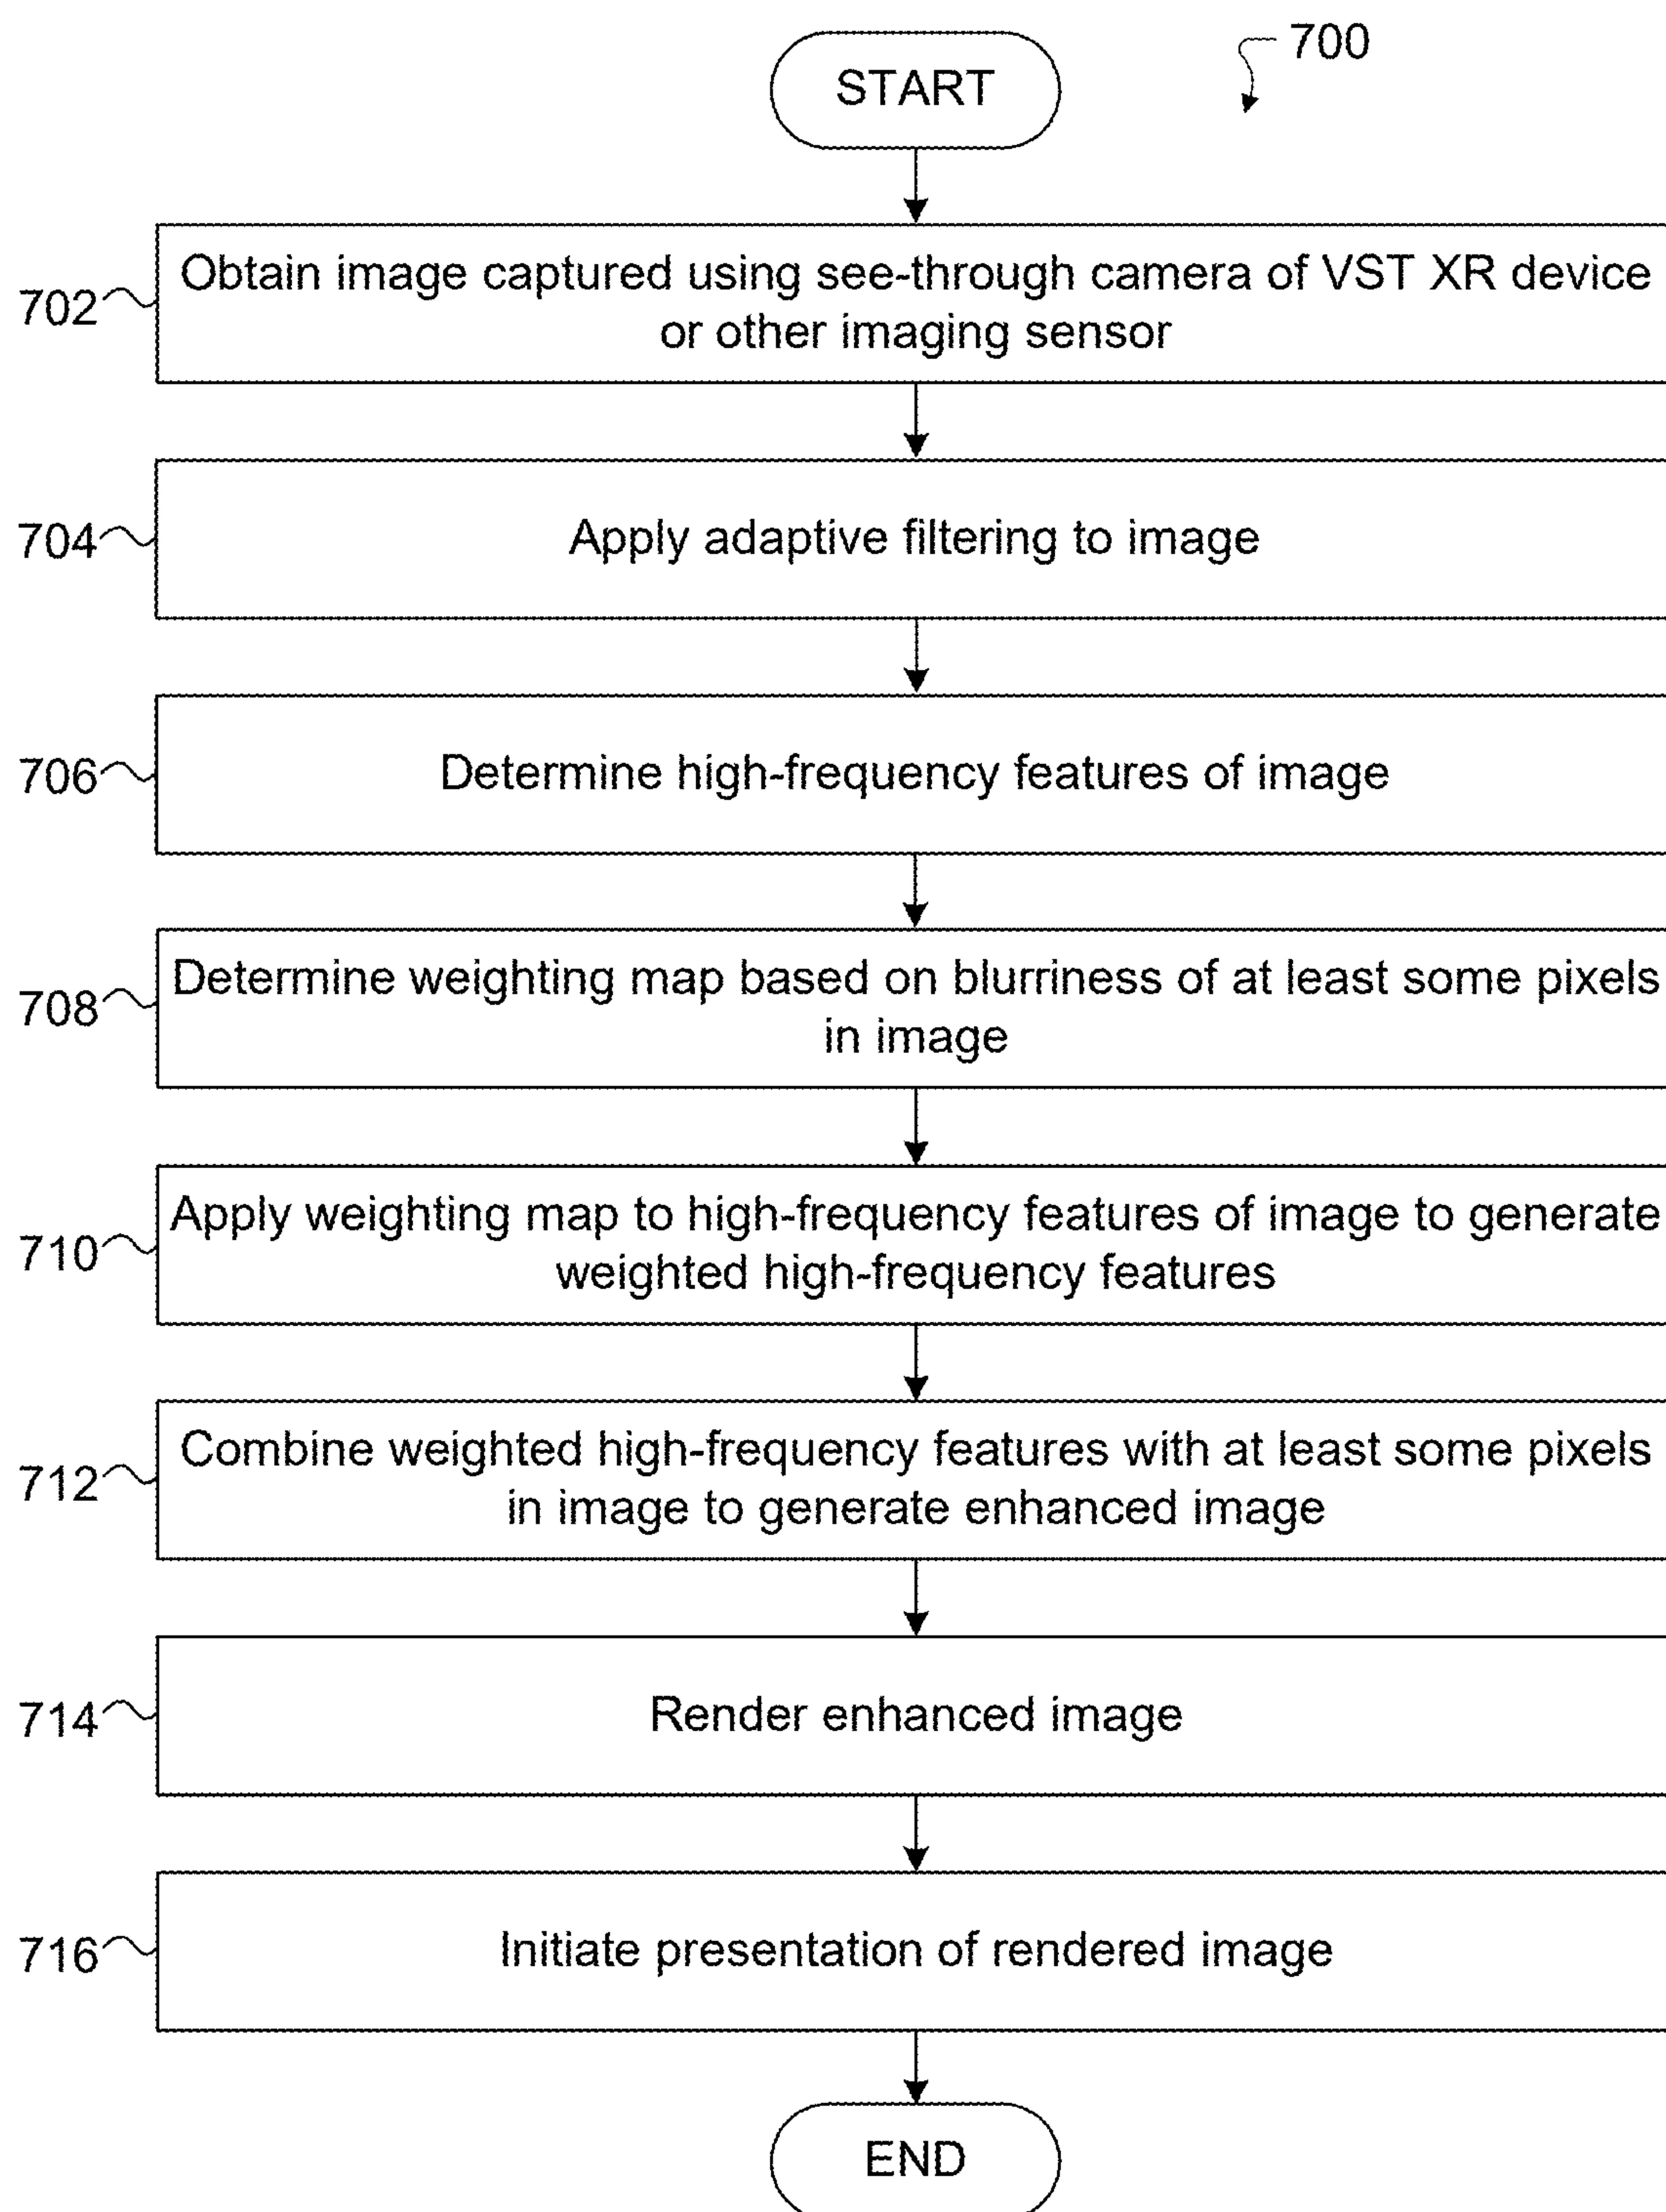 START
700
702
Obtain image captured using see-through camera of VST XR device
or other imaging sensor
704
Apply adaptive filtering to image
706
Determine high-frequency features of image
708
Determine weighting map based on blurriness of at least some pixels
in image
710
Apply weighting map to high-frequency features of image to generate
weighted high-frequency features
712
Combine weighted high-frequency features with at least some pixels
in image to generate enhanced image
714
Render enhanced image
716
Initiate presentation of rendered image
END